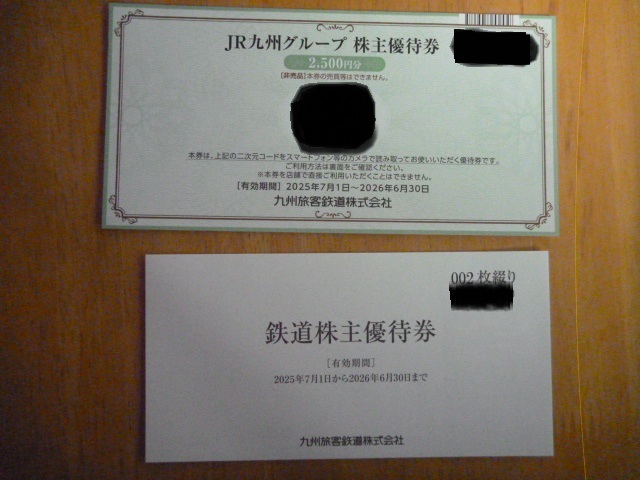 JR九州グループ 株主優待券
2,500円分
[非売品]本券の売買等はできません。
本券は、上記の二次元コードをスマートフォン等のカメラで読み取ってお使いいただく優待券です。
ご利用方法は裏面をご確認ください。
※本券を店舗で直接ご利用いただくことはできません。
[有効期間] 2025年7月1日～2026年6月30日
九州旅客鉄道株式会社
002枚綴り
鉄道株主優待券
[有効期間]
2025年7月1日から2026年6月30日まで
九州旅客鉄道株式会社